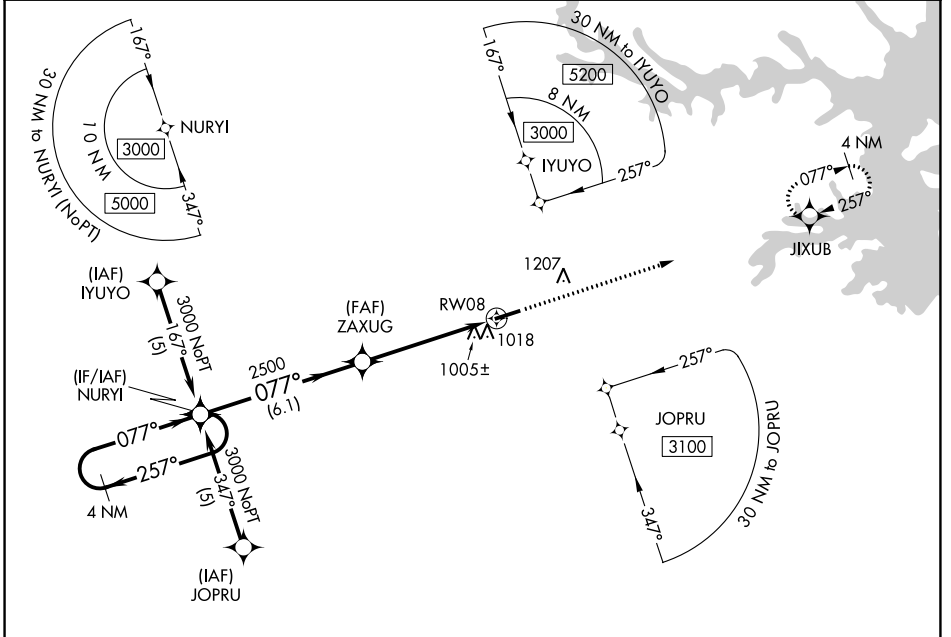 30 NM to NURYI (NoPT)
167°
10 NM
3000
5000
NURYI
347°
30 NM to IYUYO
167°
5200
8 NM
3000
IYUYO
257°
4 NM
077°
257°
JIXUB
(IAF)
IYUYO
3000 NoPT
167°
(5)
(IF/IAF)
NURYI
2500
077°
(6.1)
(FAF)
ZAXUG
RW08
1207
1018
1005±
077°
257°
4 NM
3000 NoPT
347°
(5)
(IAF)
JOPRU
257°
JOPRU
3100
347°
30 NM to JOPRU